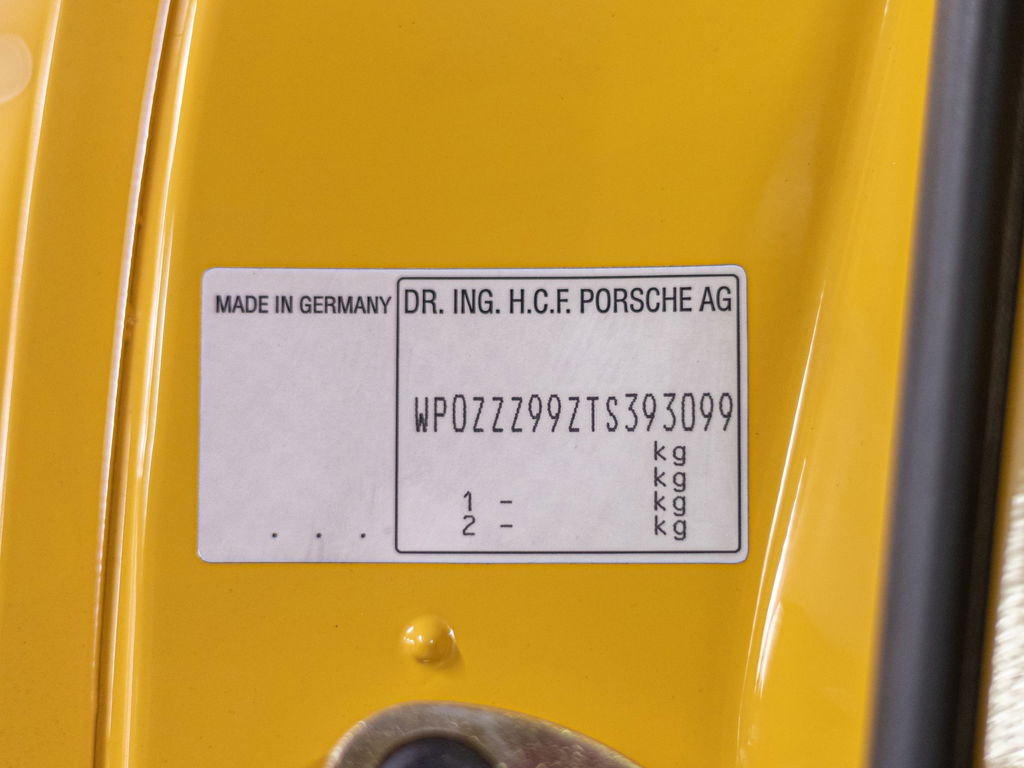 MADE IN GERMANY
DR. ING. H.C.F. PORSCHE AG
WP0ZZZ99ZTS393099
kg
kg
1 - kg
2 - kg
. . .